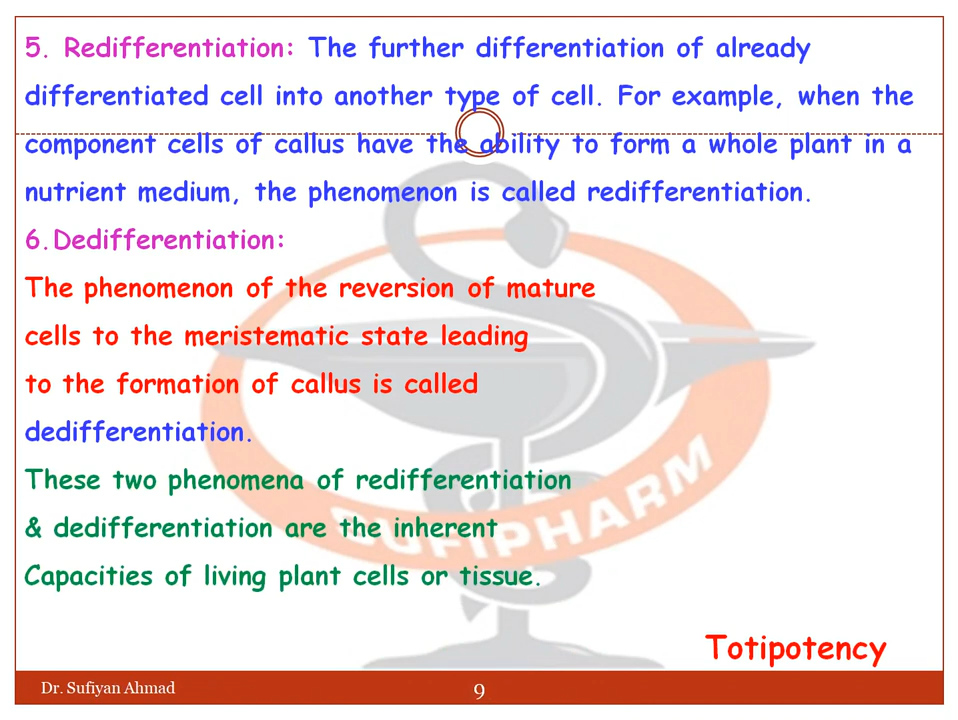 5. Redifferentiation: The further differentiation of already
differentiated cell into another type of cell. For example, when the
component cells of callus have the ability to form a whole plant in a
nutrient medium, the phenomenon is called redifferentiation.
6. Dedifferentiation:
The phenomenon of the reversion of mature
cells to the meristematic state leading
to the formation of callus is called
dedifferentiation.
These two phenomena of redifferentiation
& dedifferentiation are the inherent
Capacities of living plant cells or tissue.
SUFIPHARM
Totipotency
Dr. Sufiyan Ahmad
9